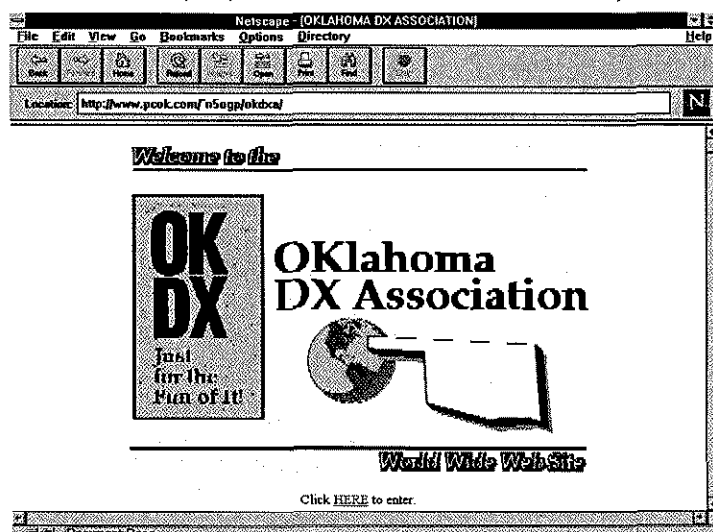 Netscape - [OKLAHOMA DX ASSOCIATION]
File Edit View Go Bookmarks Options Directory Help
Back Home Reload Open Print Find
Location: http://www.pcok.com/~n5ogp/okdxa/
N
Welcome to the
OK
DX
Just
for the
Fun of It!
OKlahoma
DX Association
World Wide Web Site
Click HERE to enter.